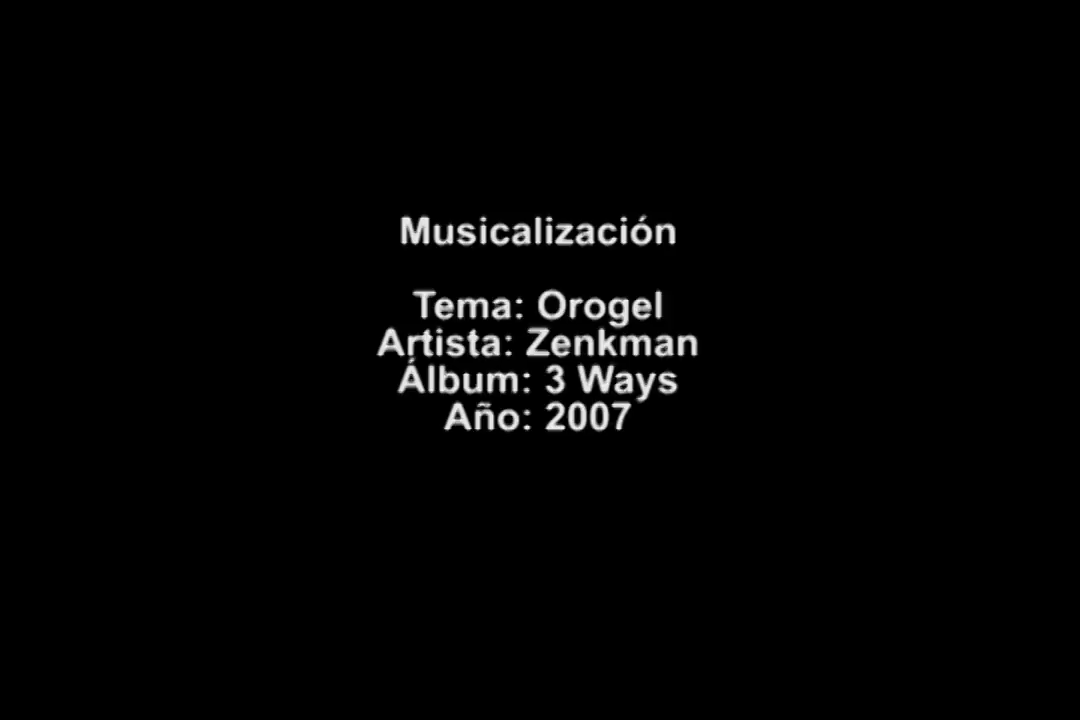 Musicalización
Tema: Orogel
Artista: Zenkman
Álbum: 3 Ways
Año: 2007